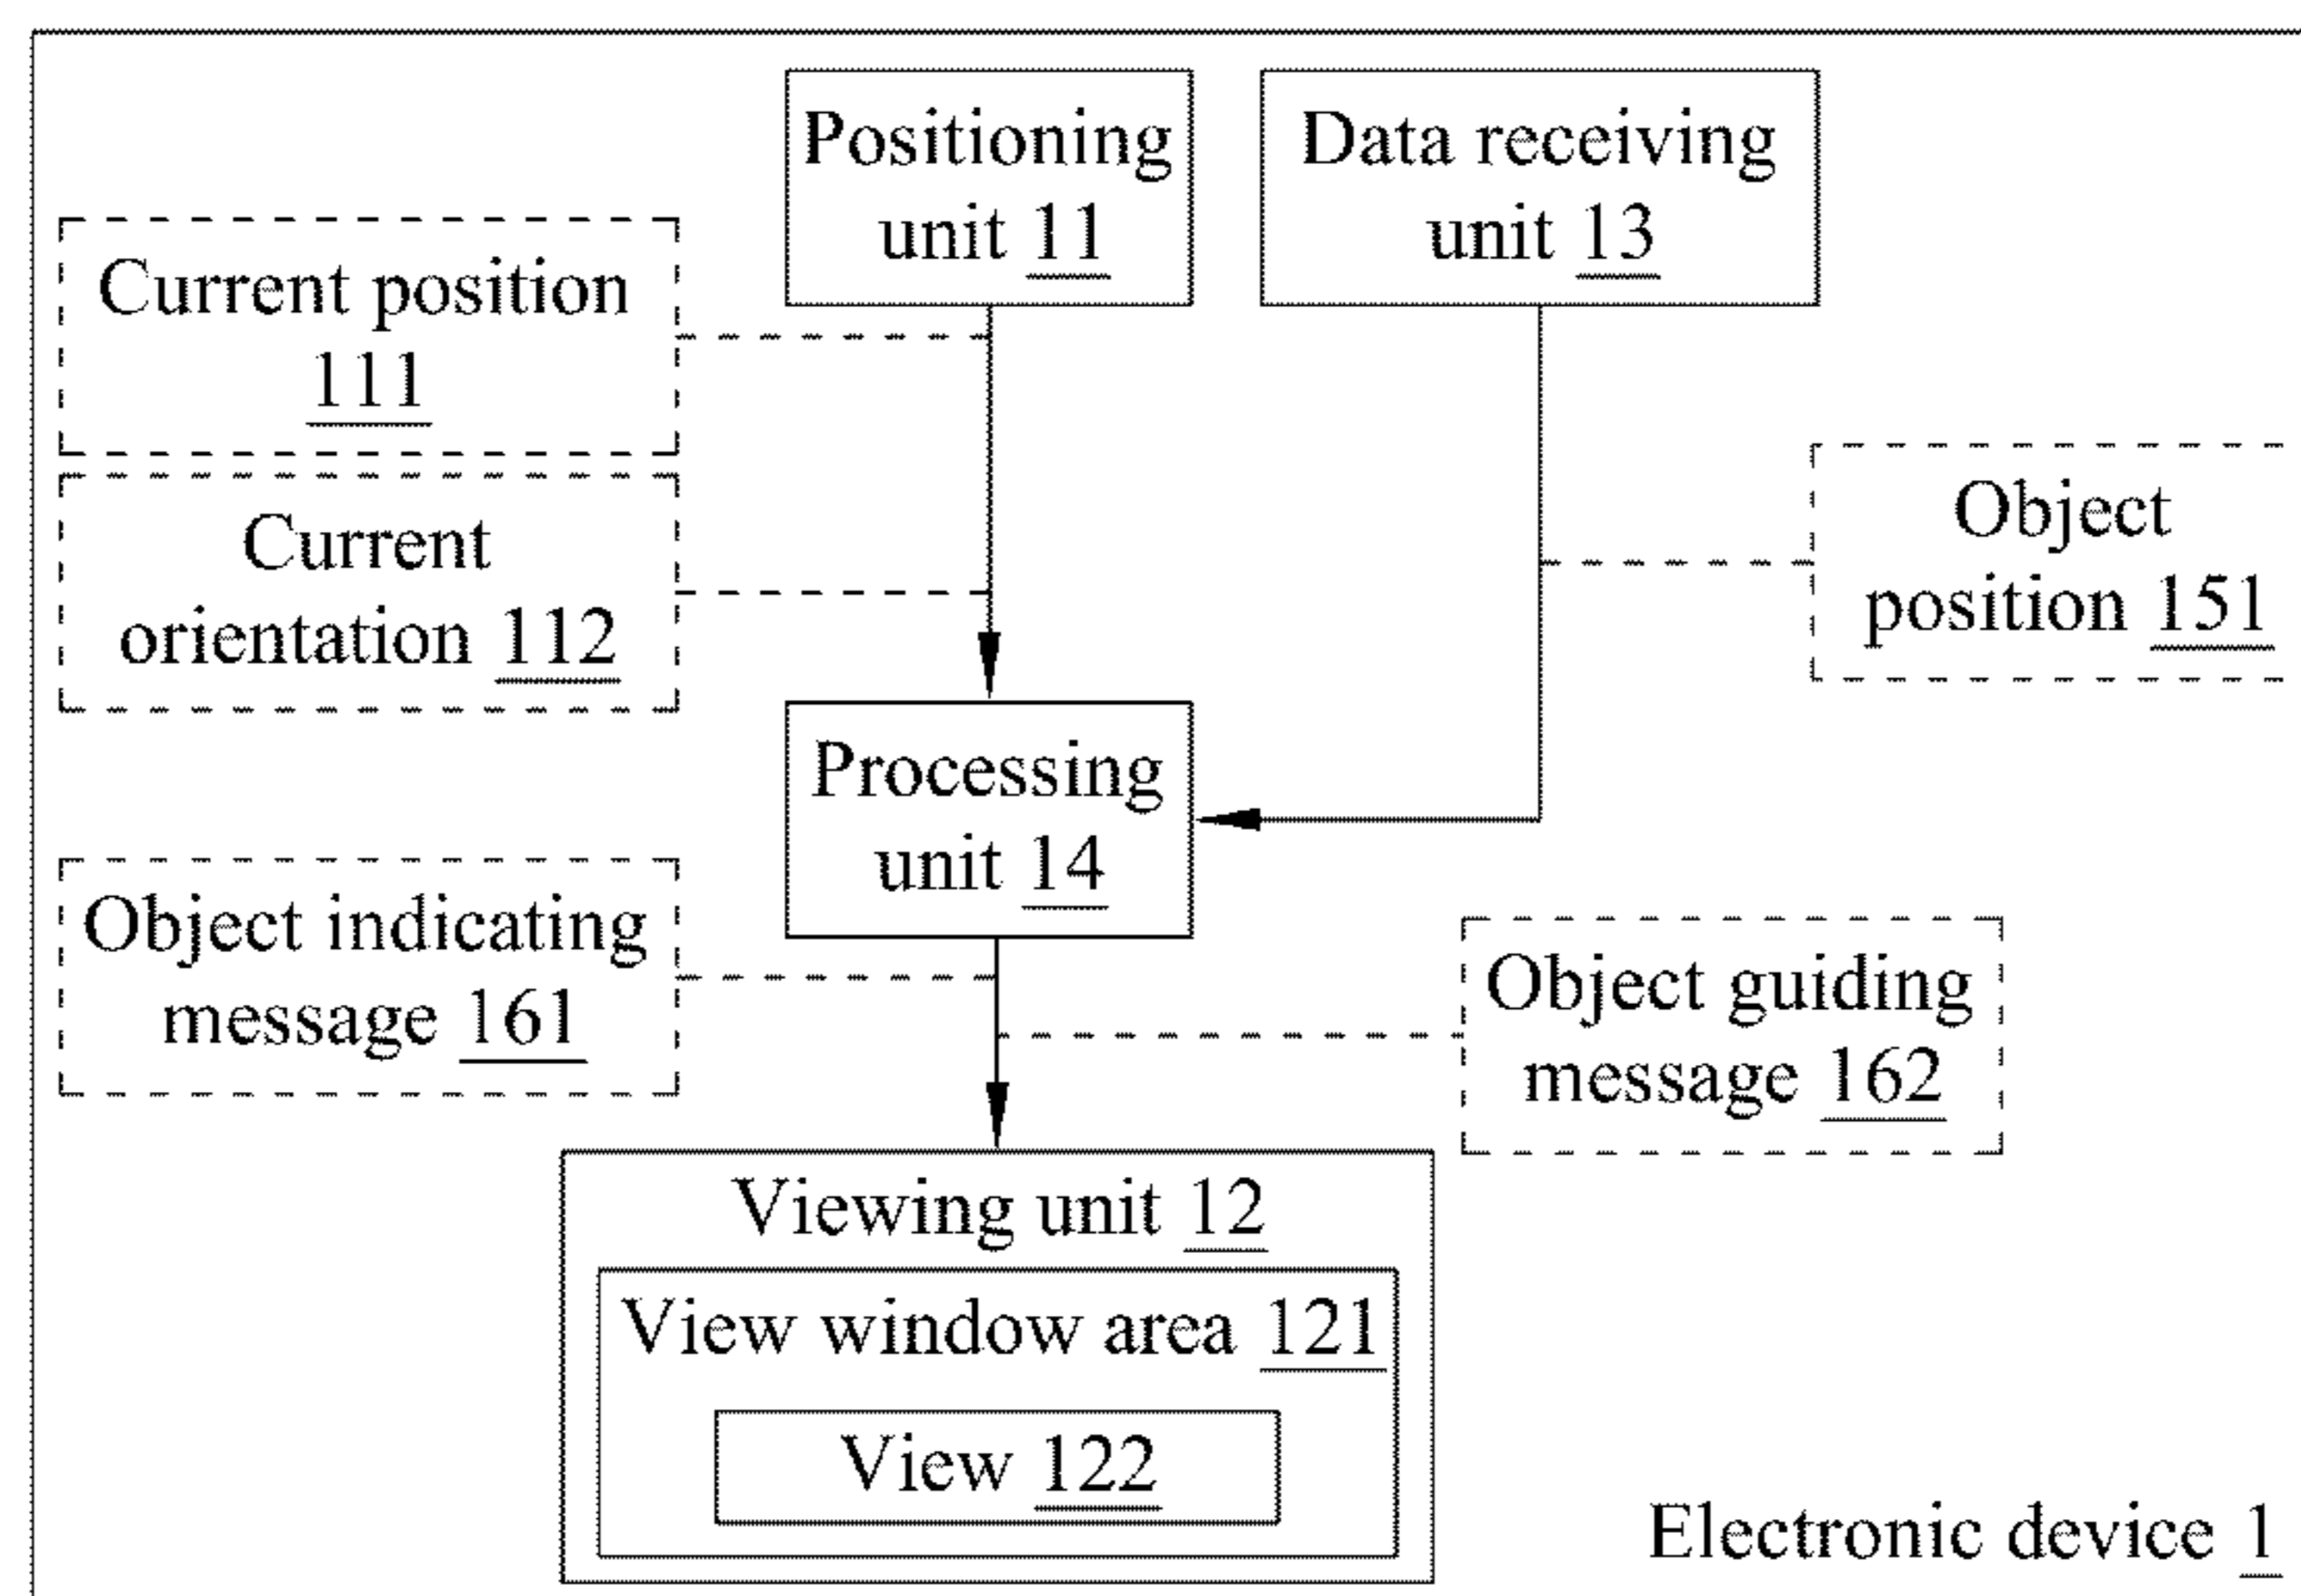 Positioning
unit 11
Data receiving
unit 13
Current position
111
Current
orientation 112
Object
position 151
Processing
unit 14
Object indicating
message 161
Object guiding
message 162
Viewing unit 12
View window area 121
View 122
Electronic device 1